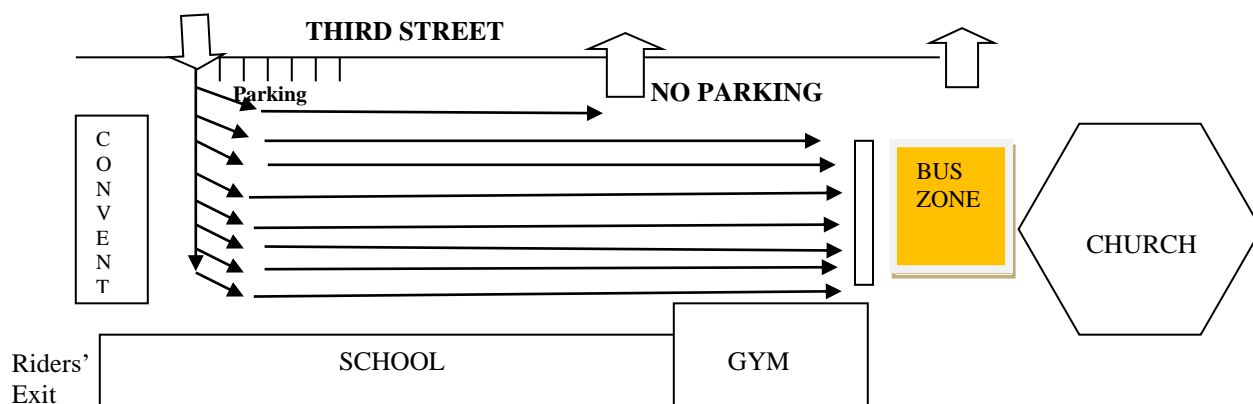 THIRD STREET
Parking
NO PARKING
C
O
N
V
E
N
T
BUS
ZONE
CHURCH
SCHOOL
GYM
Riders’
Exit